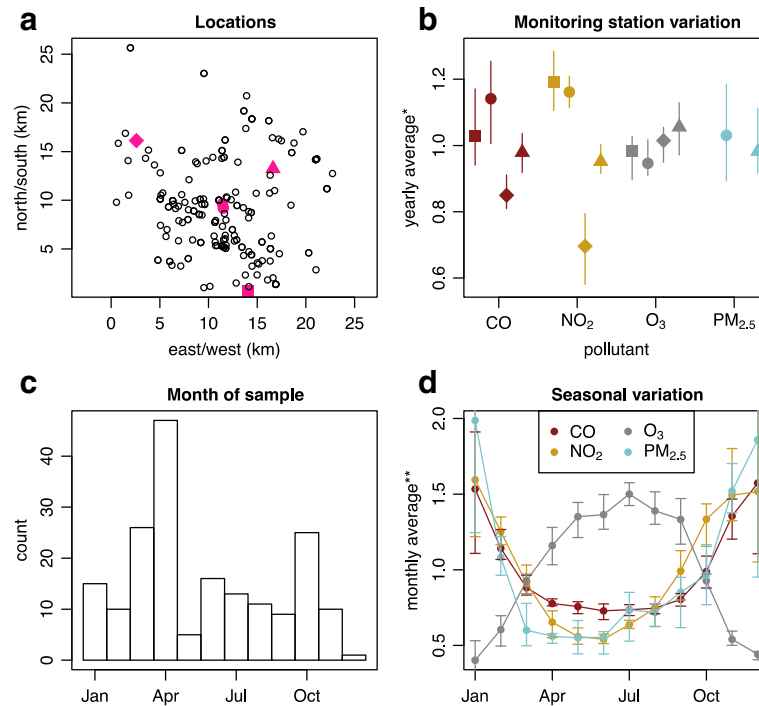 a
Locations
25
20
15
10
5
north/south (km)
0 5 10 15 20 25
east/west (km)
b
Monitoring station variation
1.2
1.0
0.8
0.6
yearly average*
CO NO₂ O₃ PM₂.₅
pollutant
c
Month of sample
40
30
20
10
0
count
Jan Apr Jul Oct
d
Seasonal variation
2.0
1.5
1.0
0.5
monthly average**
CO O₃
NO₂ PM₂.₅
Jan Apr Jul Oct